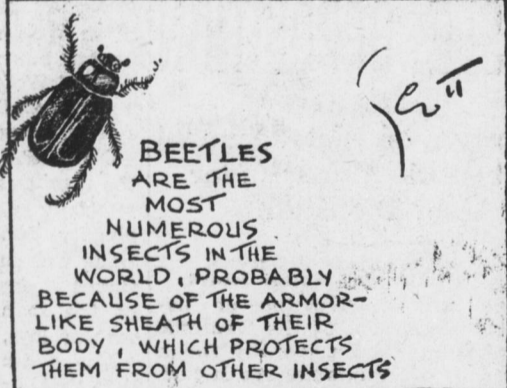 BEETLES
ARE THE
MOST
NUMEROUS
INSECTS IN THE
WORLD, PROBABLY
BECAUSE OF THE ARMOR-
LIKE SHEATH OF THEIR
BODY, WHICH PROTECTS
THEM FROM OTHER INSECTS